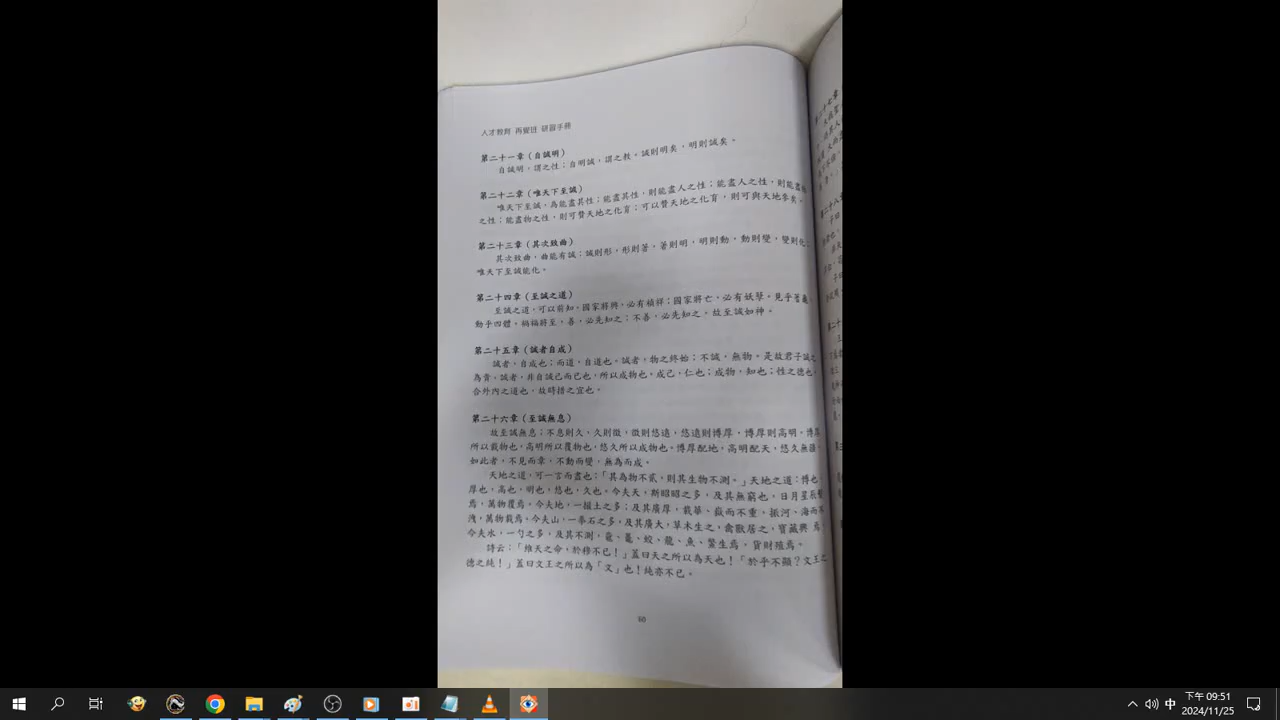 人才教育 再覺班 研習手冊
第二十一章（自誠明）
自誠明，謂之性；自明誠，謂之教。誠則明矣，明則誠矣。
第二十二章（唯天下至誠）
唯天下至誠，為能盡其性；能盡其性，則能盡人之性；能盡人之性，則能盡物
之性；能盡物之性，則可贊天地之化育；可以贊天地之化育，則可與天地參矣。
第二十三章（其次致曲）
其次致曲，曲能有誠；誠則形，形則著，著則明，明則動，動則變，變則化；
唯天下至誠能化。
第二十四章（至誠之道）
至誠之道，可以前知。國家將興，必有禎祥；國家將亡，必有妖孽。見乎蓍龜
動乎四體，禍福將至，善，必先知之；不善，必先知之，故至誠如神。
第二十五章（誠者自成）
誠者，自成也；而道，自道也。誠者，物之終始；不誠，無物。是故君子誠之
為貴。誠者，非自誠己而已也，所以成物也。成己，仁也；成物，知也；性之德也，
合外內之道也，故時措之宜也。
第二十六章（至誠無息）
故至誠無息；不息則久，久則徵，徵則悠遠，悠遠則博厚，博厚則高明。博厚
所以載物也，高明所以覆物也，悠久所以成物也。博厚配地，高明配天，悠久無疆，
如此者，不見而章，不動而變，無為而成。
天地之道，可一言而盡也：「其為物不貳，則其生物不測。」天地之道：博也
厚也，高也，明也，悠也，久也。今夫天，斯昭昭之多，及其無窮也，日月星辰繫
焉，萬物覆焉。今夫地，一撮土之多；及其廣厚，載華、嶽而不重，振河、海而不
洩，萬物載焉。今夫山，一拳石之多，及其廣大，草木生之，禽獸居之，寶藏興焉。
今夫水，一勺之多，及其不測，黿、鼉、蛟、龍、魚、鱉生焉，貨財殖焉。
詩云：「維天之命，於穆不已！」蓋曰天之所以為天也！「於乎不顯？文王之
德之純！」蓋曰文王之所以為「文」也！純亦不已。
60
中
下午 09:51
2024/11/25